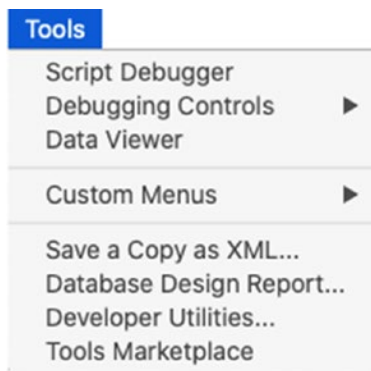 Tools
Script Debugger
Debugging Controls
Data Viewer
Custom Menus
Save a Copy as XML...
Database Design Report...
Developer Utilities...
Tools Marketplace